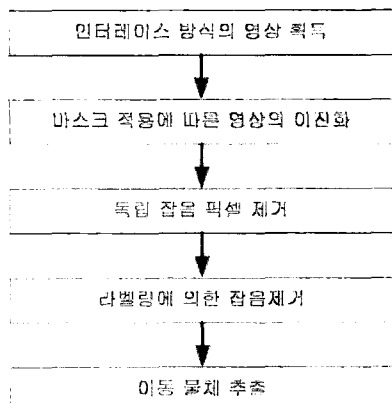 인터레이스 방식의 영상 획득
마스크 적용에 따른 영상의 이진화
독립 잡음 픽셀 제거
라벨링에 의한 잡음제거
이동 물체 추출